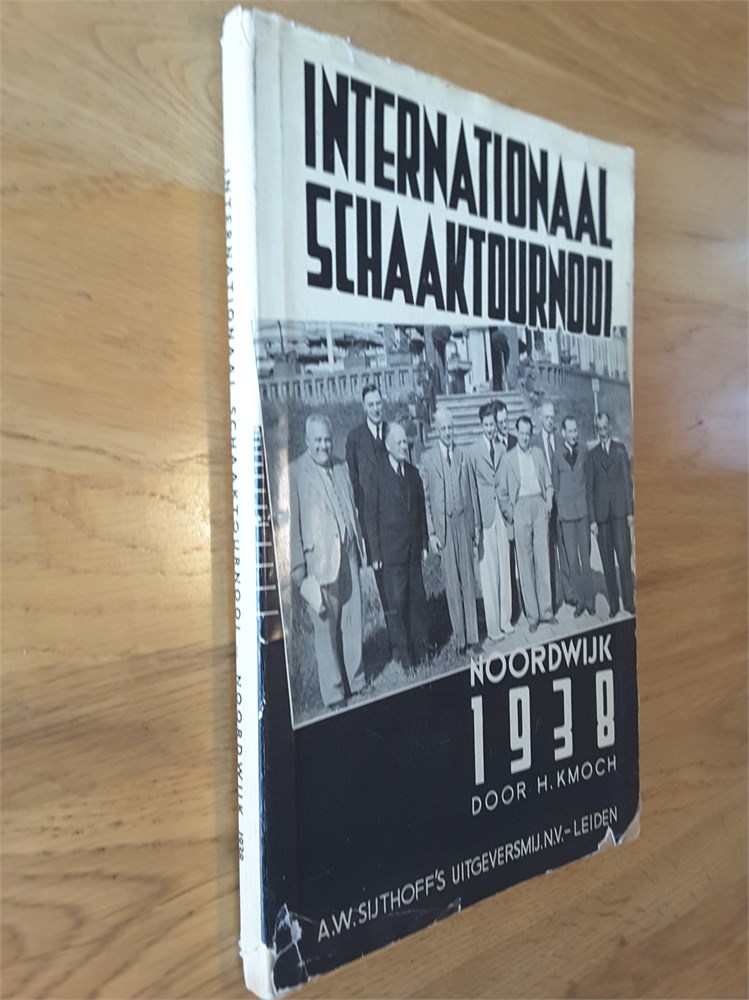 INTERNATIONAAL
SCHAAKTOURNOOI
NOORDWIJK
1938
DOOR H. KMOCH
A.W. SIJTHOFF'S UITGEVERSMIJ. N.V. – LEIDEN
INTERNATIONAAL SCHAAKTOURNOOI NOORDWIJK 1938